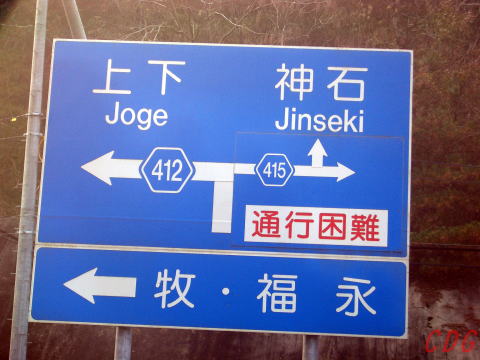 上下 神石
Joge Jinseki
412 415
通行困難
牧・福永
CDG